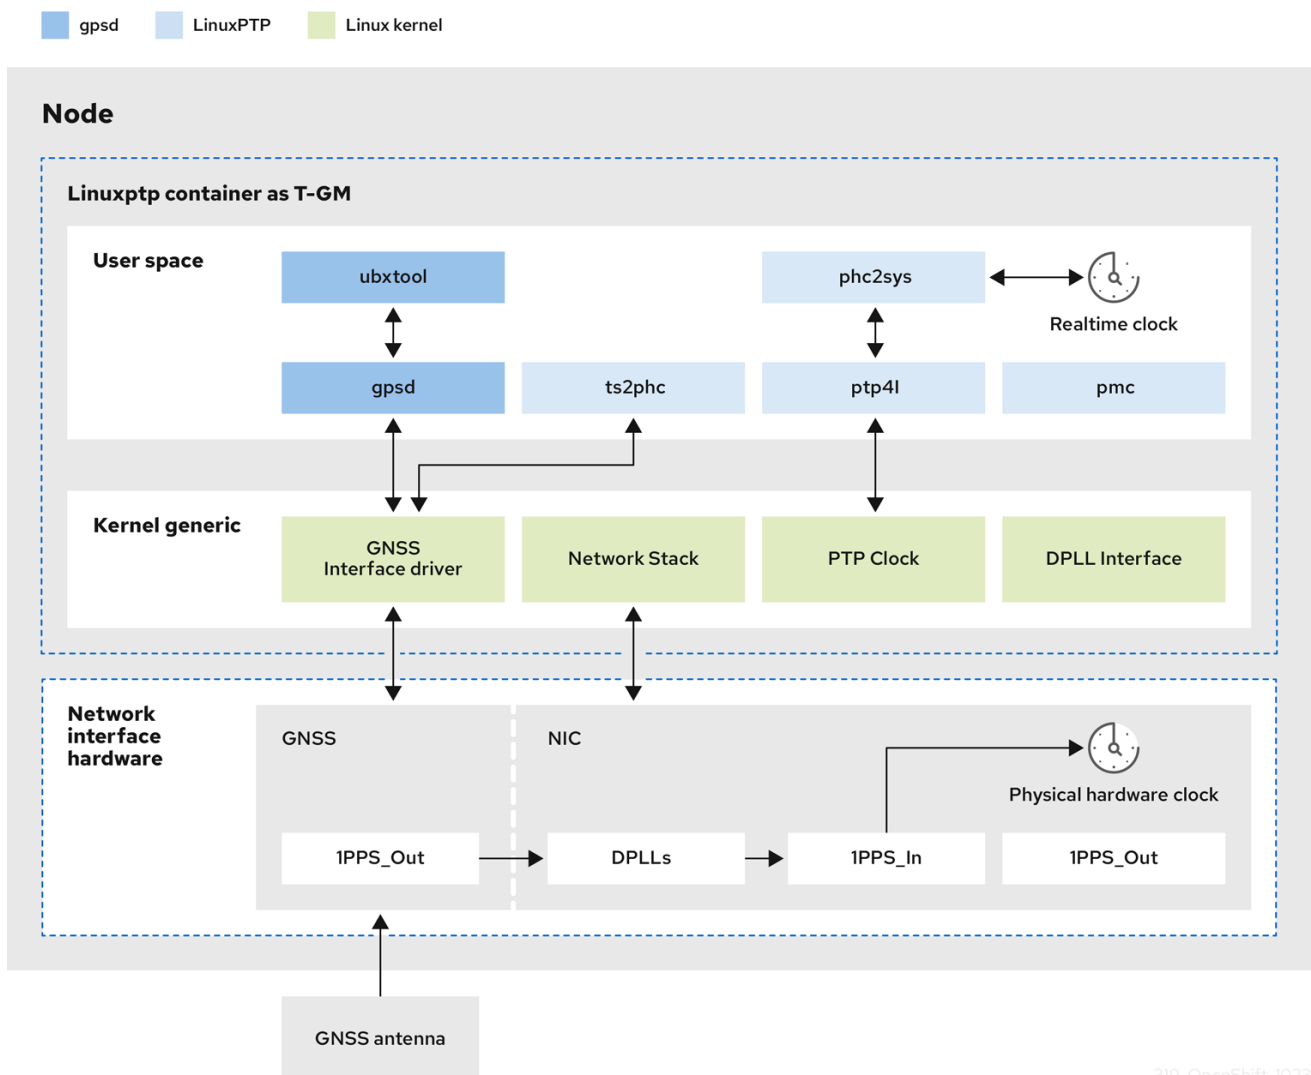 gpsd
LinuxPTP
Linux kernel
Node
Linuxptp container as T-GM
User space
ubxtool
phc2sys
Realtime clock
gpsd
ts2phc
ptp4l
pmc
Kernel generic
GNSS
Interface driver
Network Stack
PTP Clock
DPLL Interface
Network
interface
hardware
GNSS
NIC
Physical hardware clock
1PPS_Out
DPLLs
1PPS_In
1PPS_Out
GNSS antenna
319_OpenShift_1023